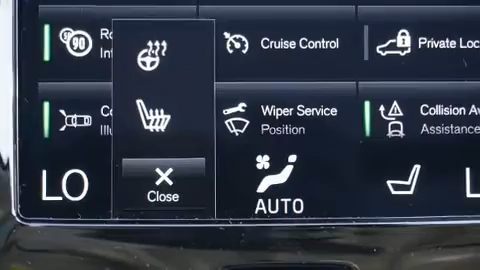 90
Cruise Control
Private Loc
Wiper Service
Position
Collision Av
Assistance
LO
Close
AUTO